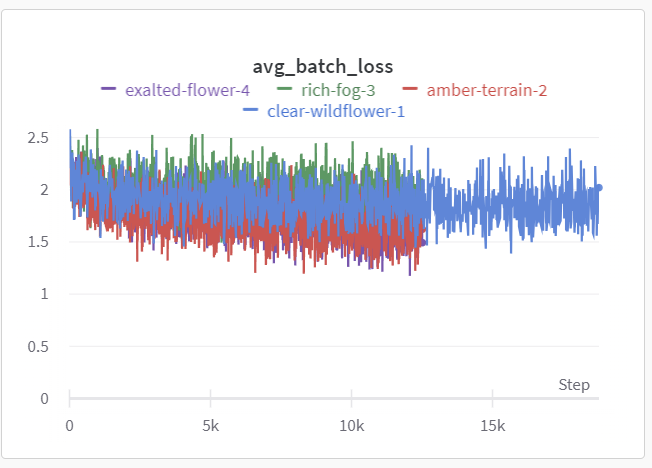 avg_batch_loss
exalted-flower-4 rich-fog-3 amber-terrain-2
clear-wildflower-1
2.5
2
1.5
1
0.5
0
Step
0 5k 10k 15k